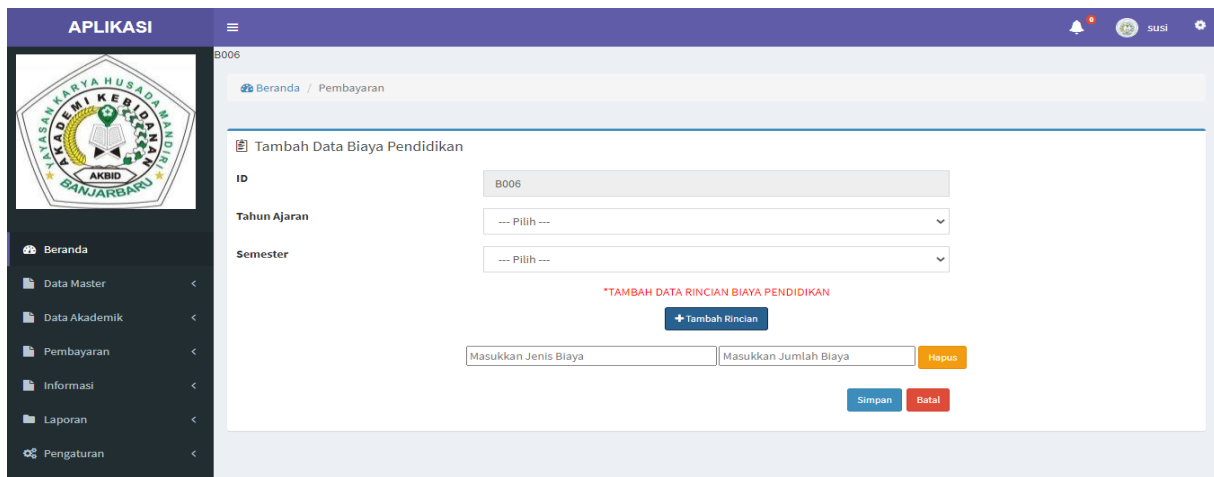 APLIKASI
6
susi
B006
YAYASAN KARYA HUSADA MANDIRI
AKADEMI KEBIDANAN
AKBID
BANJARBARU
Beranda / Pembayaran
Tambah Data Biaya Pendidikan
ID
B006
Tahun Ajaran
--- Pilih ---
Semester
--- Pilih ---
*TAMBAH DATA RINCIAN BIAYA PENDIDIKAN
+ Tambah Rincian
Masukkan Jenis Biaya
Masukkan Jumlah Biaya
Hapus
Simpan
Batal
Beranda
Data Master
Data Akademik
Pembayaran
Informasi
Laporan
Pengaturan